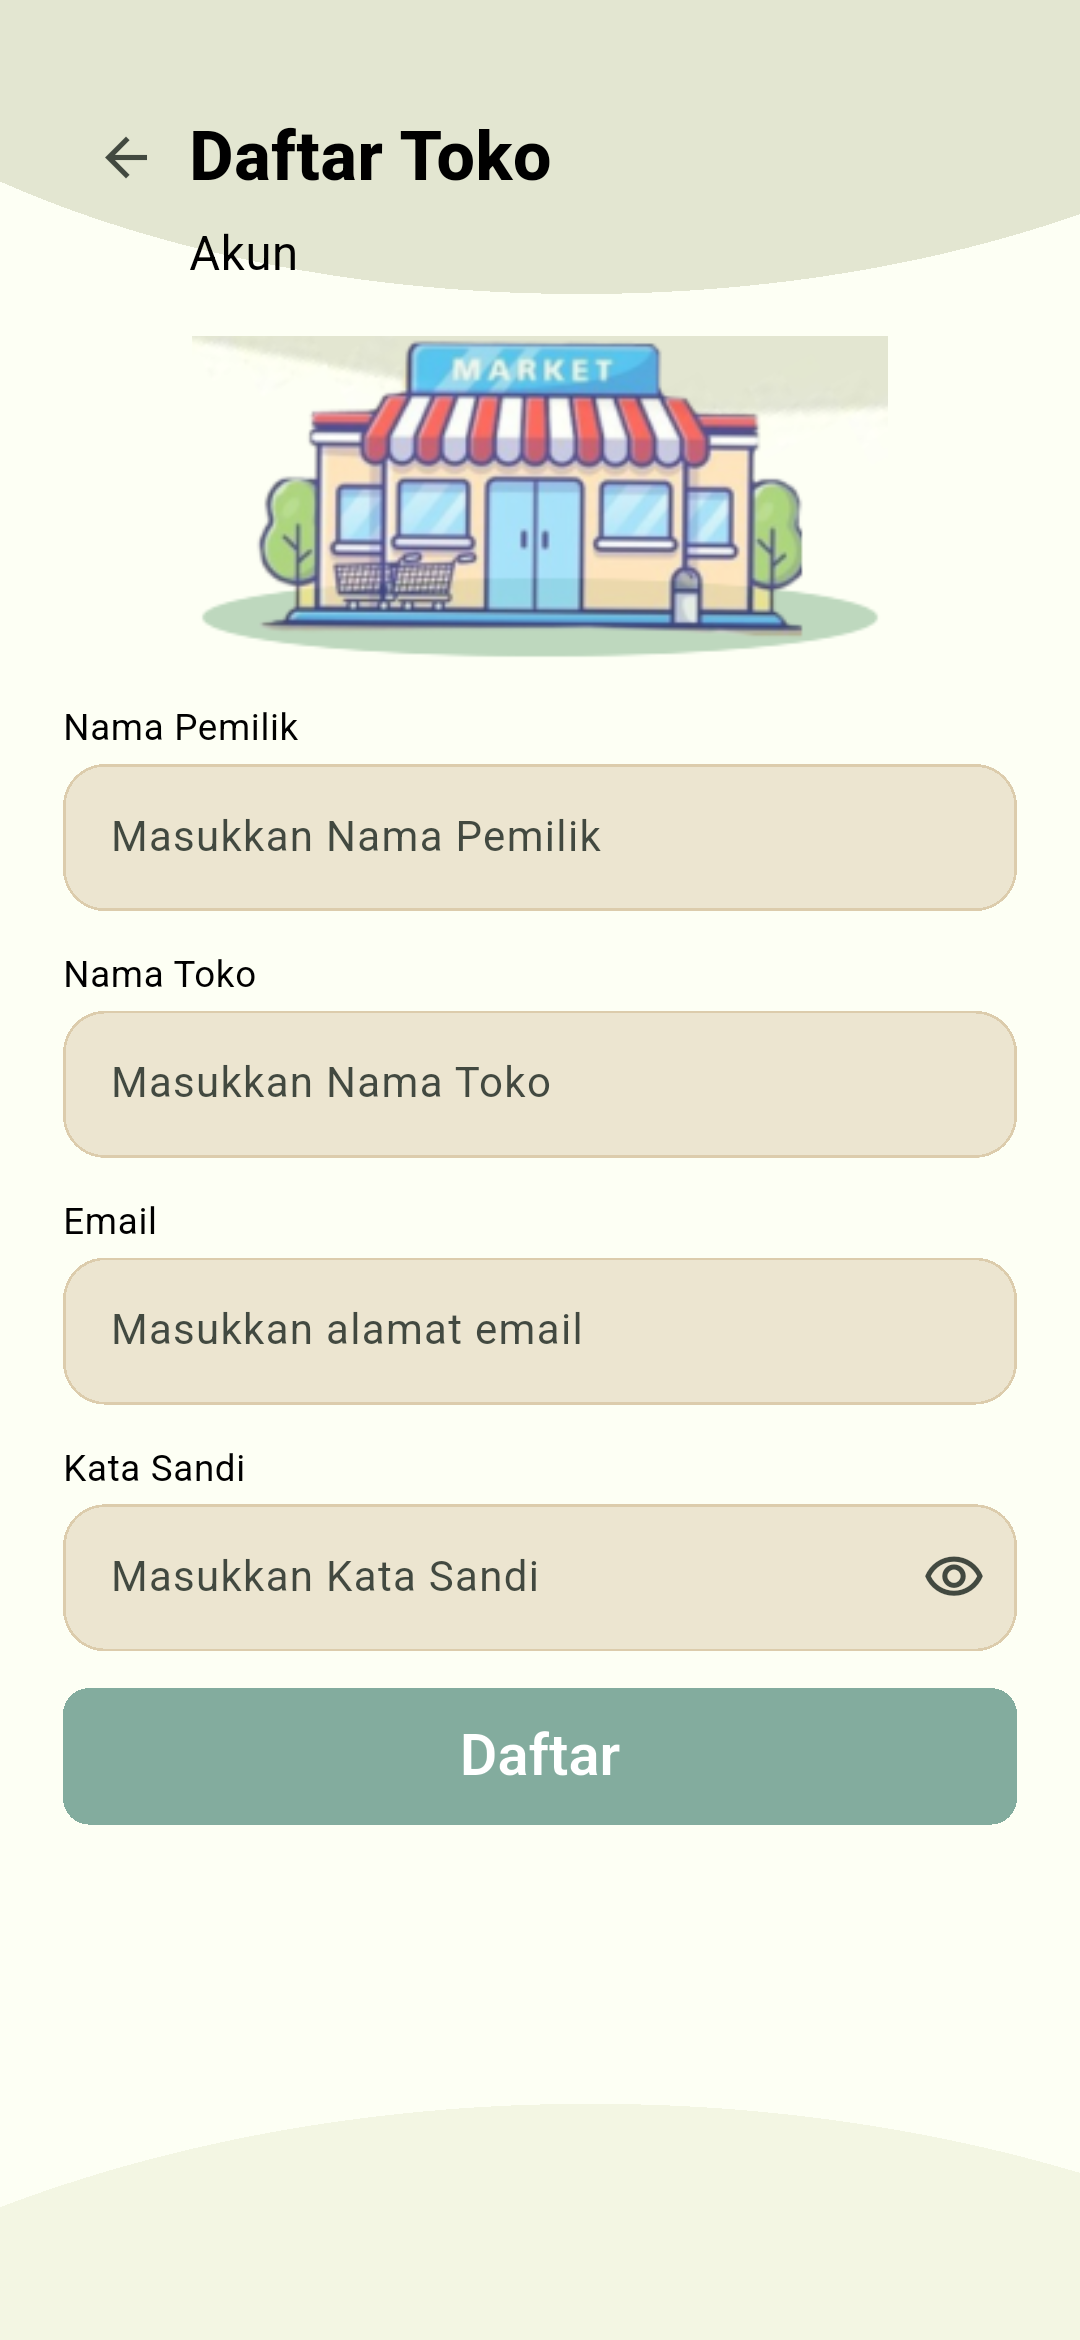 Daftar Toko
Akun
MARKET
Nama Pemilik
Masukkan Nama Pemilik
Nama Toko
Masukkan Nama Toko
Email
Masukkan alamat email
Kata Sandi
Masukkan Kata Sandi
Daftar